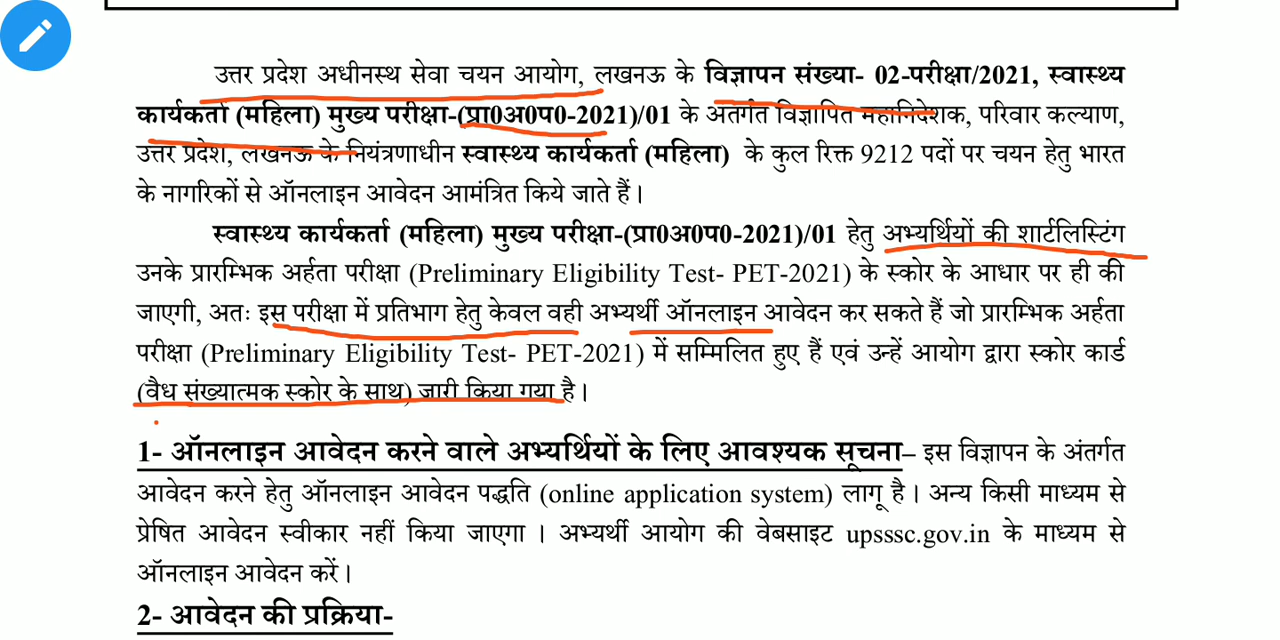 उत्तर प्रदेश अधीनस्थ सेवा चयन आयोग, लखनऊ के विज्ञापन संख्या- 02-परीक्षा/2021, स्वास्थ्य
कार्यकर्ता (महिला) मुख्य परीक्षा-(प्रा0अ0प0-2021)/01 के अंतर्गत विज्ञापित महानिदेशक, परिवार कल्याण,
उत्तर प्रदेश, लखनऊ के नियंत्रणाधीन स्वास्थ्य कार्यकर्ता (महिला) के कुल रिक्त 9212 पदों पर चयन हेतु भारत
के नागरिकों से ऑनलाइन आवेदन आमंत्रित किये जाते हैं।
स्वास्थ्य कार्यकर्ता (महिला) मुख्य परीक्षा-(प्रा0अ0प0-2021)/01 हेतु अभ्यर्थियों की शार्टलिस्टिंग
उनके प्रारम्भिक अर्हता परीक्षा (Preliminary Eligibility Test- PET-2021) के स्कोर के आधार पर ही की
जाएगी, अतः इस परीक्षा में प्रतिभाग हेतु केवल वही अभ्यर्थी ऑनलाइन आवेदन कर सकते हैं जो प्रारम्भिक अर्हता
परीक्षा (Preliminary Eligibility Test- PET-2021) में सम्मिलित हुए हैं एवं उन्हें आयोग द्वारा स्कोर कार्ड
(वैध संख्यात्मक स्कोर के साथ) जारी किया गया है।
1- ऑनलाइन आवेदन करने वाले अभ्यर्थियों के लिए आवश्यक सूचना– इस विज्ञापन के अंतर्गत
आवेदन करने हेतु ऑनलाइन आवेदन पद्धति (online application system) लागू है। अन्य किसी माध्यम से
प्रेषित आवेदन स्वीकार नहीं किया जाएगा । अभ्यर्थी आयोग की वेबसाइट upsssc.gov.in के माध्यम से
ऑनलाइन आवेदन करें।
2- आवेदन की प्रक्रिया-